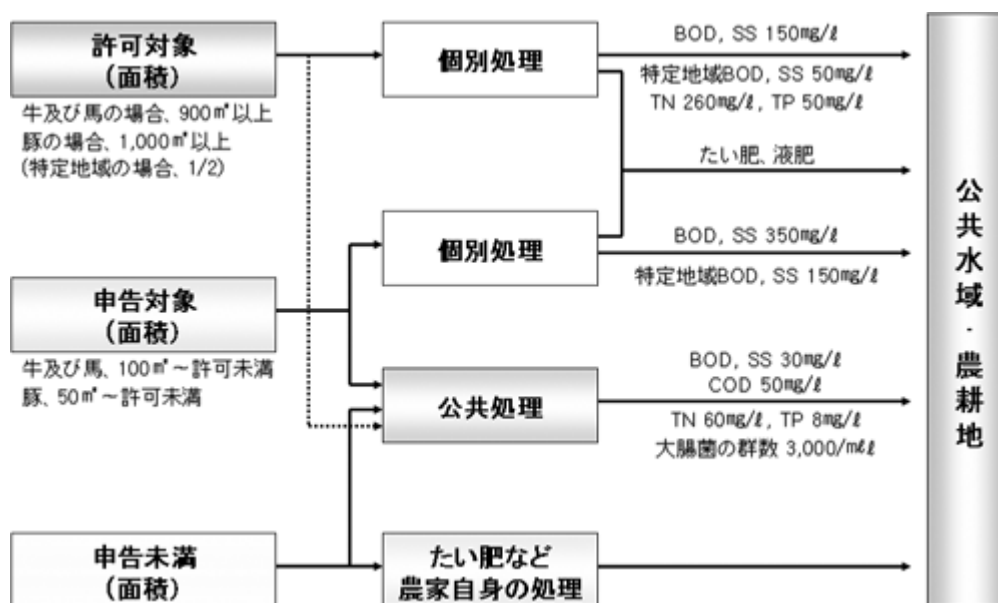 許可対象
(面積)
牛及び馬の場合、900㎡以上
豚の場合、1,000㎡以上
(特定地域の場合、1/2)
個別処理
BOD, SS 150㎎/ℓ
特定地域BOD, SS 50㎎/ℓ
TN 260㎎/ℓ, TP 50㎎/ℓ
たい肥、液肥
申告対象
(面積)
牛及び馬、100㎡～許可未満
豚、50㎡～許可未満
個別処理
BOD, SS 350㎎/ℓ
特定地域BOD, SS 150㎎/ℓ
公共処理
BOD, SS 30㎎/ℓ
COD 50㎎/ℓ
TN 60㎎/ℓ, TP 8㎎/ℓ
大腸菌の群数 3,000/㎖ℓ
申告未満
(面積)
たい肥など
農家自身の処理
公共水域·農耕地